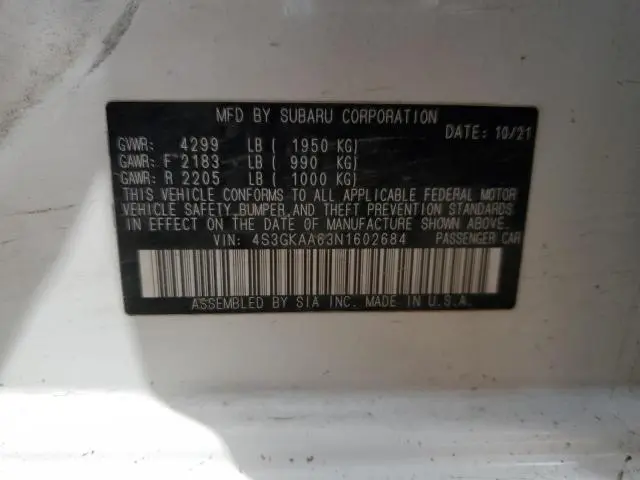 MFD BY SUBARU CORPORATION
DATE: 10/21
GVWR: 4299 LB ( 1950 KG)
GAWR: F 2183 LB ( 990 KG)
GAWR: R 2205 LB ( 1000 KG)
THIS VEHICLE CONFORMS TO ALL APPLICABLE FEDERAL MOTOR
VEHICLE SAFETY,BUMPER,AND THEFT PREVENTION STANDARDS
IN EFFECT ON THE DATE OF MANUFACTURE SHOWN ABOVE.
VIN: 4S3GKAA63N1602684 PASSENGER CAR
ASSEMBLED BY SIA INC. MADE IN U.S.A.